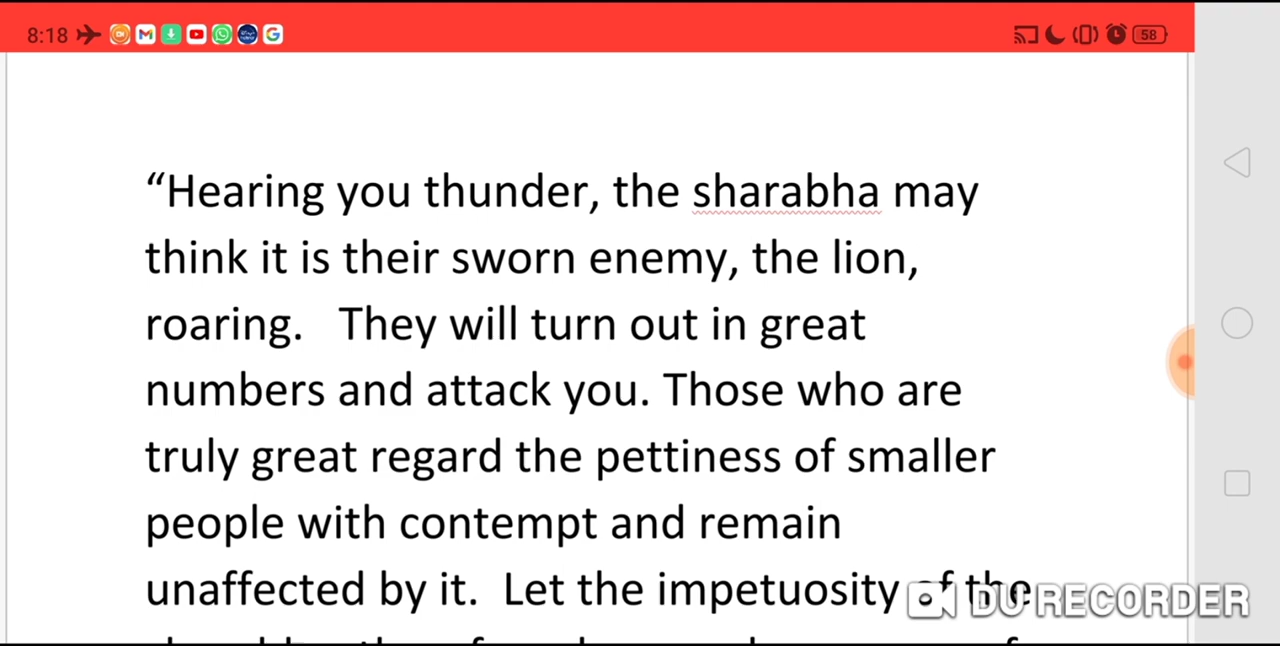 8:18
58
“Hearing you thunder, the sharabha may
think it is their sworn enemy, the lion,
roaring.   They will turn out in great
numbers and attack you. Those who are
truly great regard the pettiness of smaller
people with contempt and remain
unaffected by it.  Let the impetuosity of the
DU RECORDER